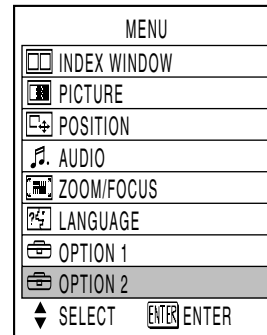 MENU
INDEX WINDOW
PICTURE
POSITION
AUDIO
ZOOM/FOCUS
LANGUAGE
OPTION 1
OPTION 2
SELECT ENTER ENTER